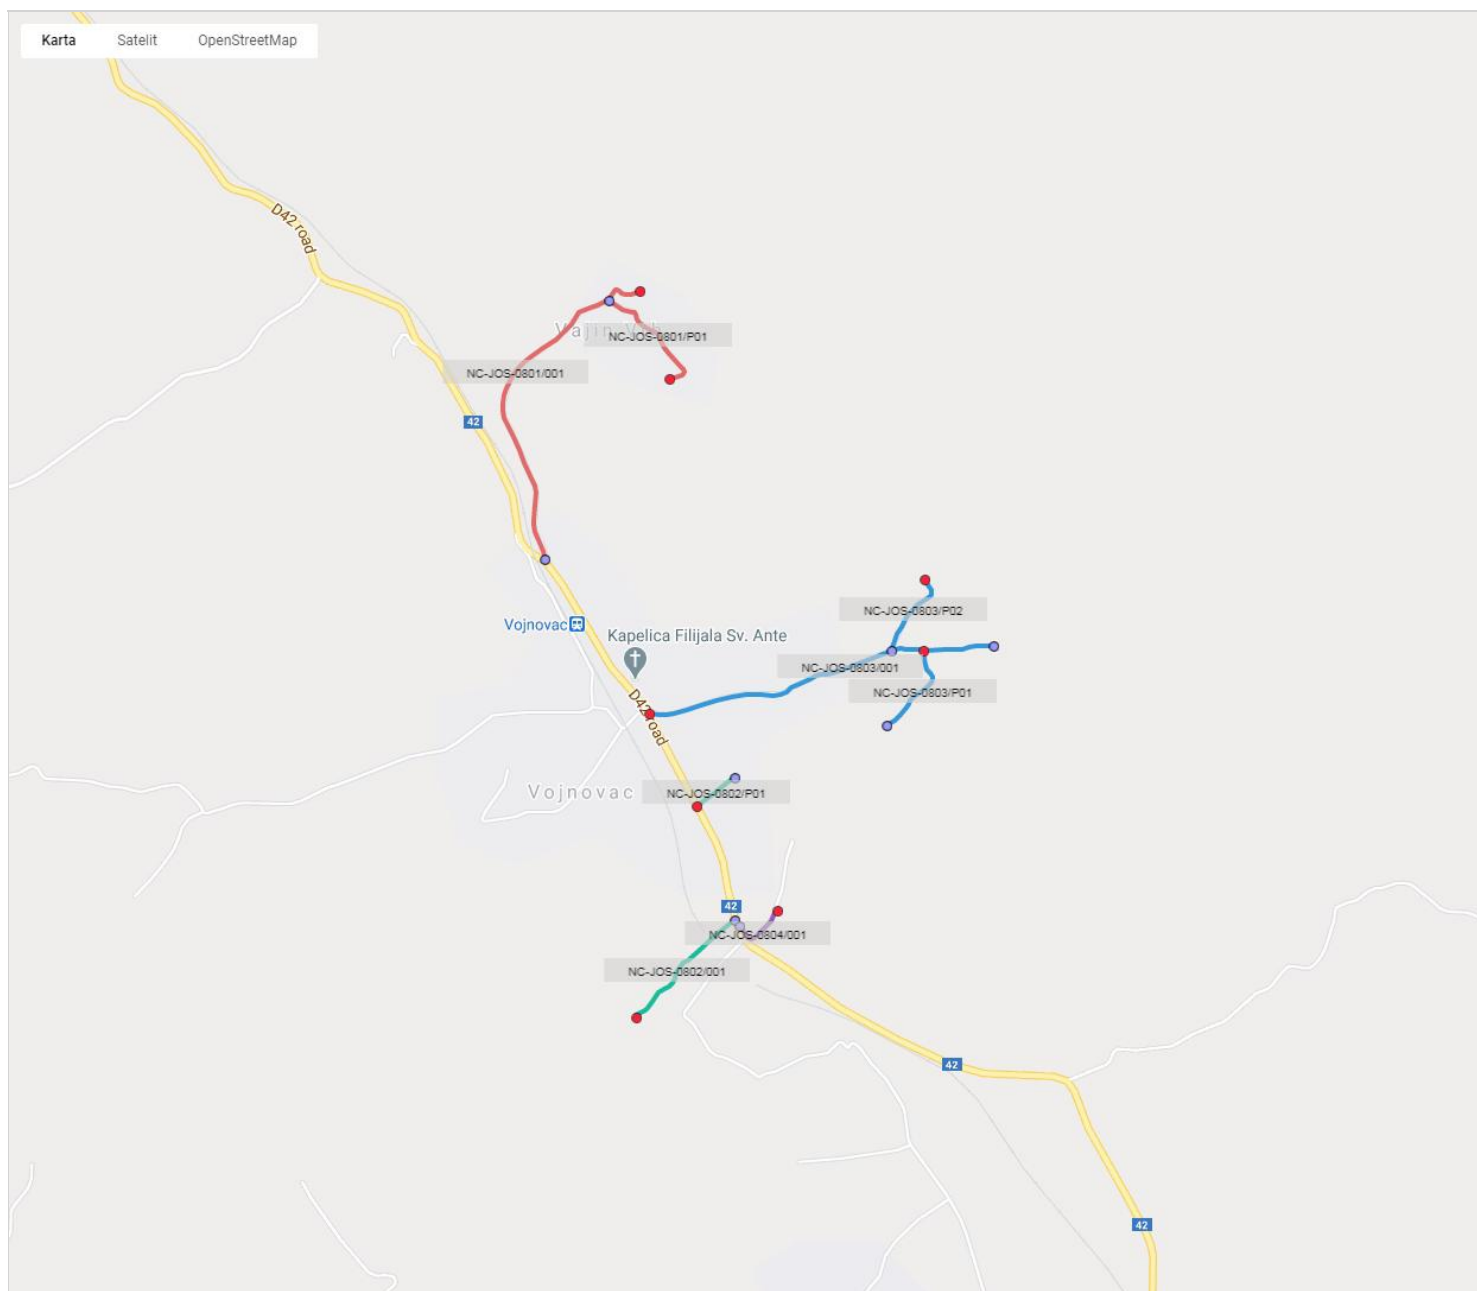 Karta Satelit OpenStreetMap
D42 road
Vajin Vrh
NC-JOS-0801/P01
NC-JOS-0801/001
42
NC-JOS-0803/P02
Vojnovac
Kapelica Filijala Sv. Ante
NC-JOS-0803/001
NC-JOS-0803/P01
D42 road
Vojnovac
NC-JOS-0802/P01
42
NC-JOS-0804/001
NC-JOS-0802/001
42
42